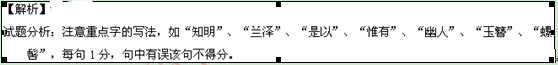 【解析】
试题分析：注意重点字的写法，如“知明”、“兰泽”、“是以”、“惟有”、“幽人”、“玉簪”、“螺
髻”，每句1分，句中有误该句不得分。